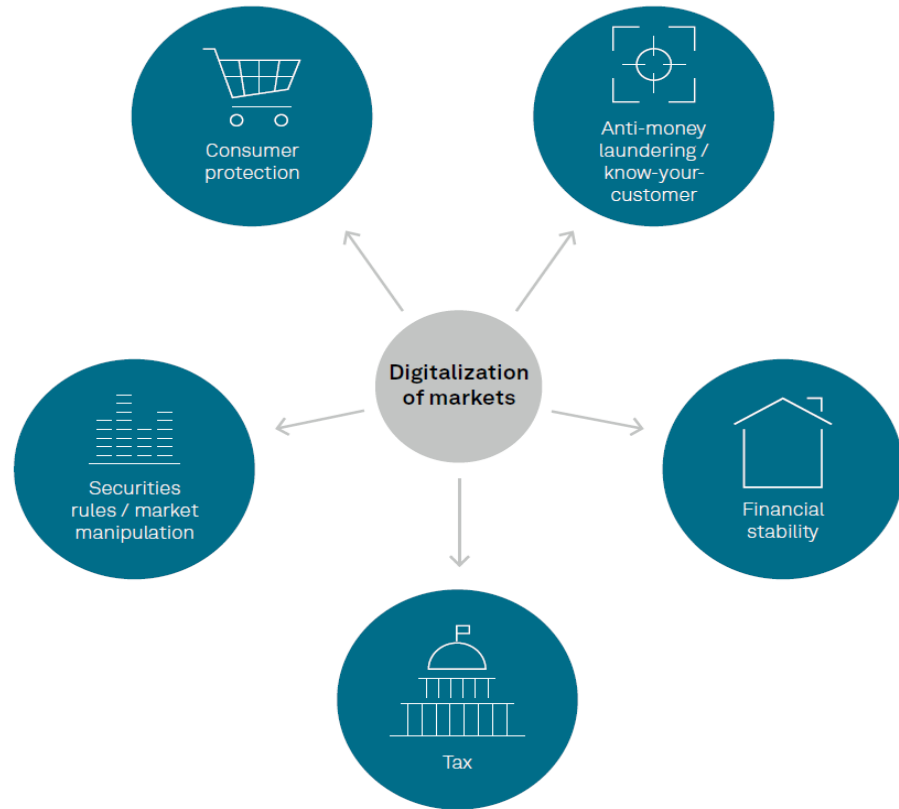 Consumer
protection
Anti-money
laundering /
know-your-
customer
Digitalization
of markets
Securities
rules / market
manipulation
Financial
stability
Tax